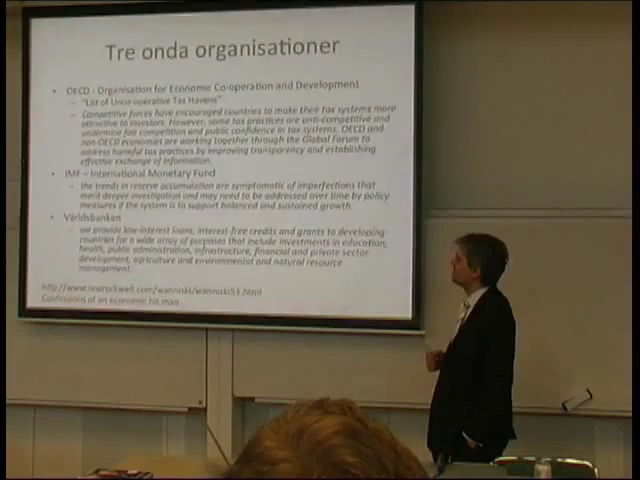 Tre onda organisationer
• OECD - Organisation for Economic Co-operation and Development
– "List of Unco-operative Tax Havens"
– Competitive forces have encouraged countries to make their tax systems more
attractive to investors. However, some tax practices are anti-competitive and
undermine fair competition and public confidence in tax systems. OECD and
non-OECD economies are working together through the Global Forum to
address harmful tax practices by improving transparency and establishing
effective exchange of information.
• IMF – International Monetary Fund
– the trends in reserve accumulation are symptomatic of imperfections that
merit deeper investigation and may need to be addressed over time by policy
measures if the system is to support balanced and sustained growth.
• Världsbanken
– we provide low-interest loans, interest-free credits and grants to developing
countries for a wide array of purposes that include investments in education,
health, public administration, infrastructure, financial and private sector
development, agriculture and environmental and natural resource
management.
http://www.lewrockwell.com/wanniski/wanniski53.html
Confessions of an economic hit man